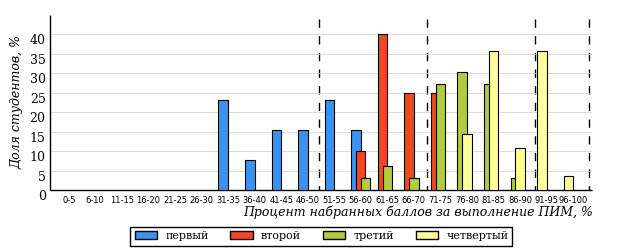 Доля студентов, %
40
35
30
25
20
15
10
5
0
0-5 6-10 11-15 16-20 21-25 26-30 31-35 36-40 41-45 46-50 51-55 56-60 61-65 66-70 71-75 76-80 81-85 86-90 91-95 96-100
Процент набранных баллов за выполнение ПИМ, %
первый второй третий четвертый